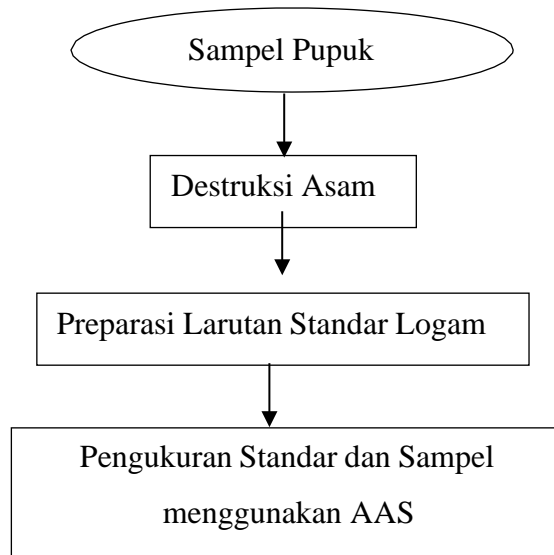 Sampel Pupuk
Destruksi Asam
Preparasi Larutan Standar Logam
Pengukuran Standar dan Sampel
menggunakan AAS